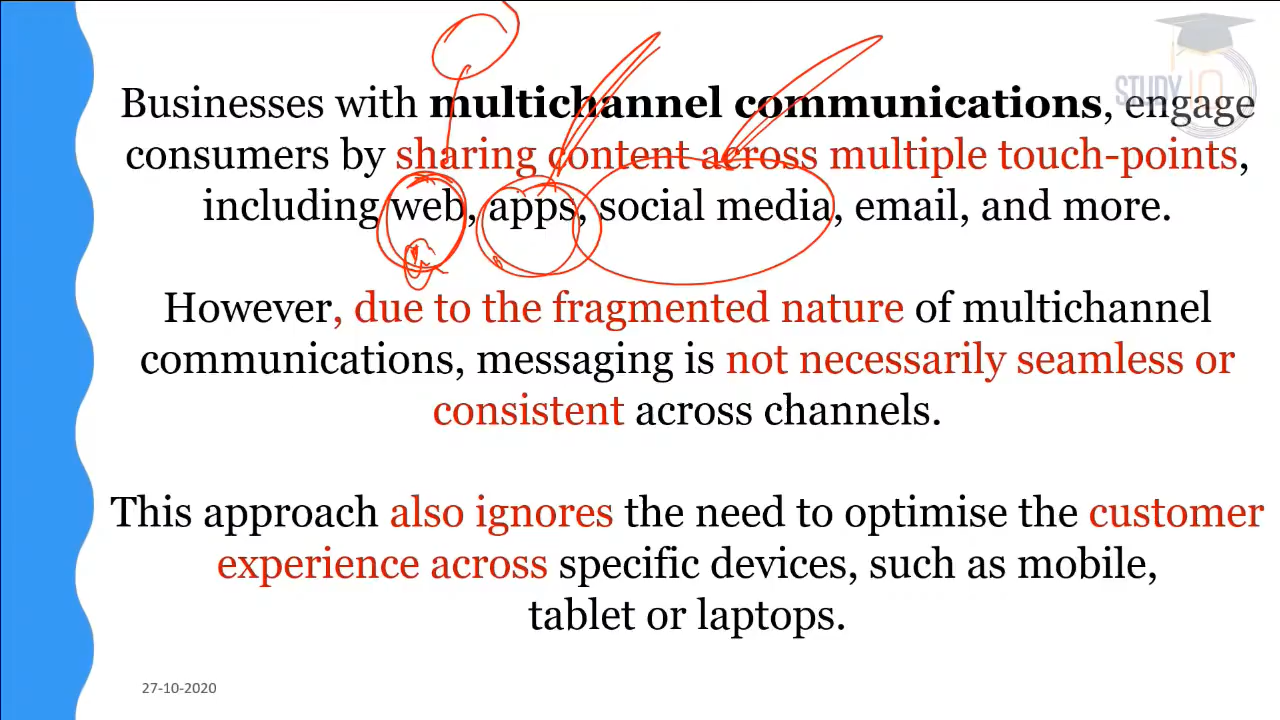 STUDY IQ
Businesses with multichannel communications, engage
consumers by sharing content across multiple touch-points,
including web, apps, social media, email, and more.
However, due to the fragmented nature of multichannel
communications, messaging is not necessarily seamless or
consistent across channels.
This approach also ignores the need to optimise the customer
experience across specific devices, such as mobile,
tablet or laptops.
27-10-2020